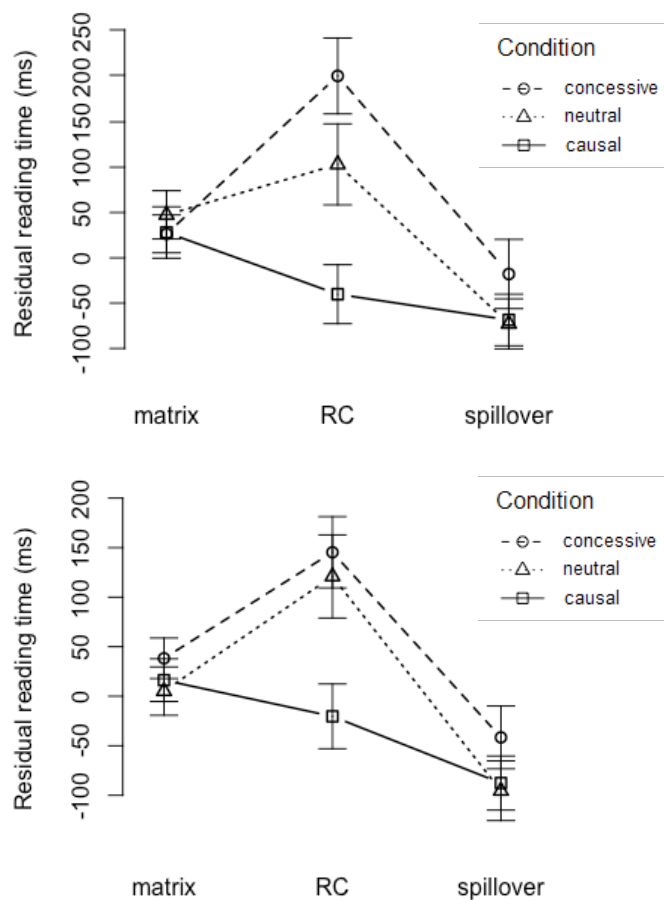 Residual reading time (ms)
250
200
150
100
50
0
-50
-100
Condition
concessive
neutral
causal
matrix RC spillover
Residual reading time (ms)
200
150
100
50
0
-50
-100
Condition
concessive
neutral
causal
matrix RC spillover